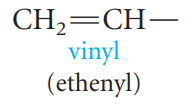 CH₂=CH—
vinyl
(ethenyl)